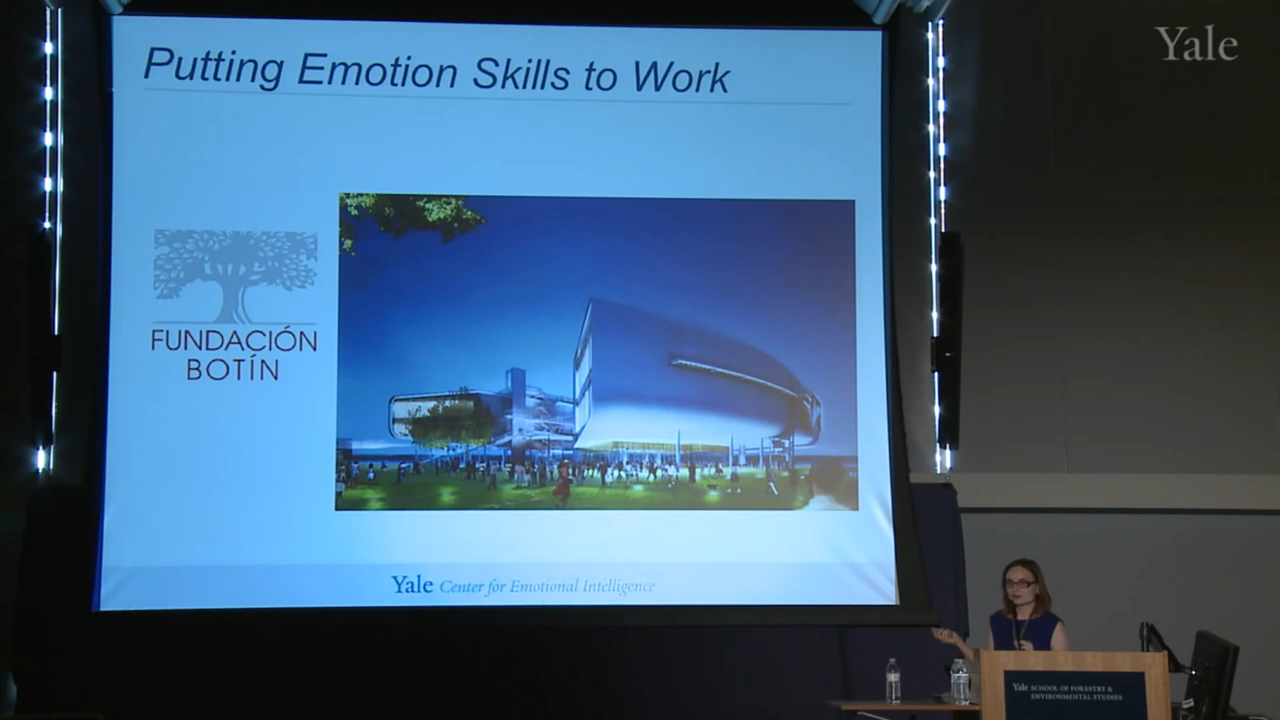 Yale
Putting Emotion Skills to Work
FUNDACIÓN
BOTÍN
Yale Center for Emotional Intelligence
Yale SCHOOL OF FORESTRY &
ENVIRONMENTAL STUDIES